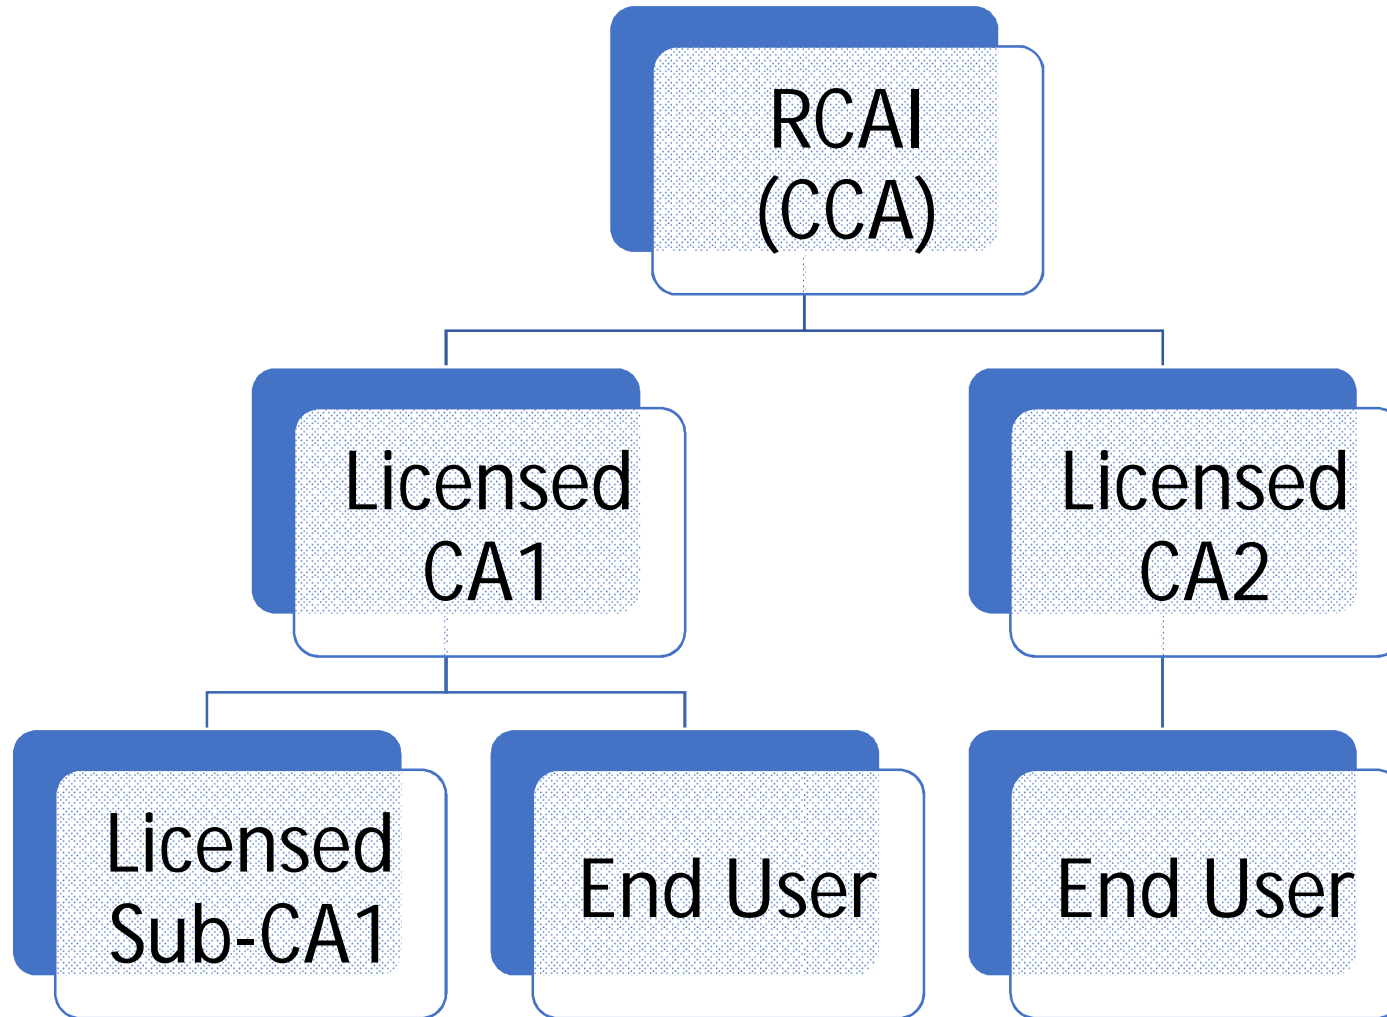 RCAI
(CCA)
Licensed
CA1
Licensed
CA2
Licensed
Sub-CA1
End User
End User